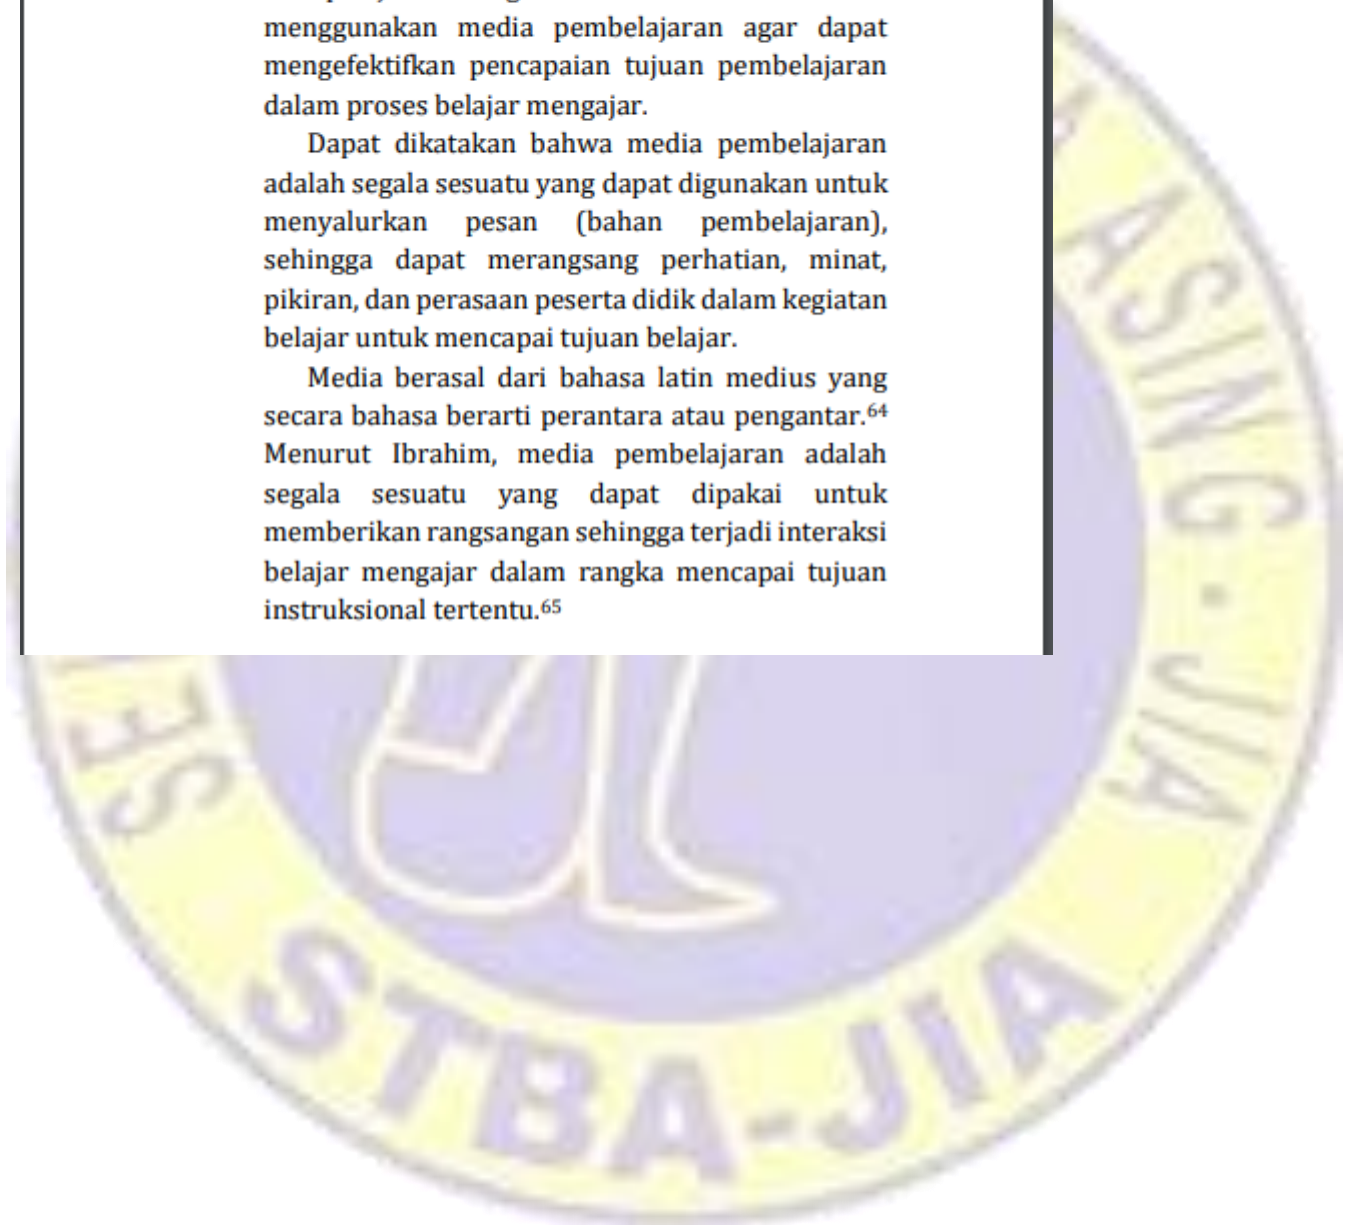 menggunakan media pembelajaran agar dapat
mengefektifkan pencapaian tujuan pembelajaran
dalam proses belajar mengajar.
Dapat dikatakan bahwa media pembelajaran
adalah segala sesuatu yang dapat digunakan untuk
menyalurkan pesan (bahan pembelajaran),
sehingga dapat merangsang perhatian, minat,
pikiran, dan perasaan peserta didik dalam kegiatan
belajar untuk mencapai tujuan belajar.
Media berasal dari bahasa latin medius yang
secara bahasa berarti perantara atau pengantar.64
Menurut Ibrahim, media pembelajaran adalah
segala sesuatu yang dapat dipakai untuk
memberikan rangsangan sehingga terjadi interaksi
belajar mengajar dalam rangka mencapai tujuan
instruksional tertentu.65
A ASING · JIA
SE
STBA-JIA